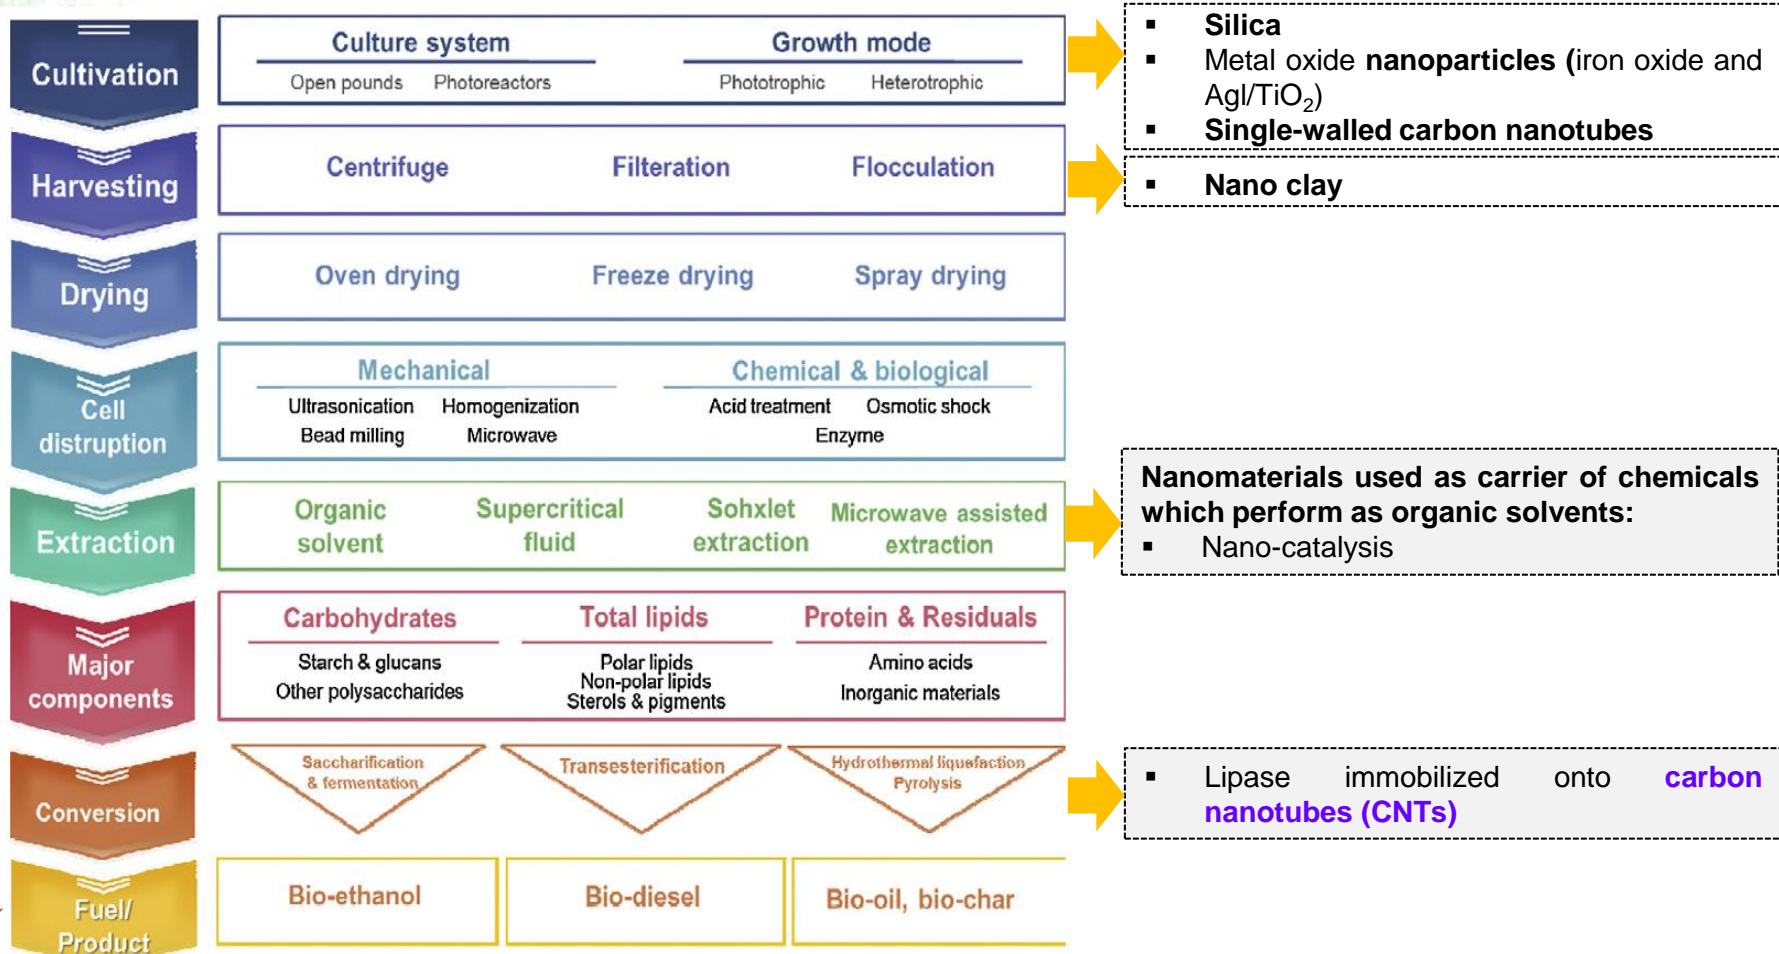 Cultivation
Culture system
Growth mode
Open pounds Photoreactors
Phototrophic Heterotrophic
▪ Silica
▪ Metal oxide nanoparticles (iron oxide and
AgI/TiO₂)
▪ Single-walled carbon nanotubes
Harvesting
Centrifuge Filteration Flocculation
▪ Nano clay
Drying
Oven drying Freeze drying Spray drying
Cell
distruption
Mechanical
Ultrasonication Homogenization
Bead milling Microwave
Chemical & biological
Acid treatment Osmotic shock
Enzyme
Extraction
Organic
solvent
Supercritical
fluid
Sohxlet
extraction
Microwave assisted
extraction
Nanomaterials used as carrier of chemicals
which perform as organic solvents:
▪ Nano-catalysis
Major
components
Carbohydrates
Starch & glucans
Other polysaccharides
Total lipids
Polar lipids
Non-polar lipids
Sterols & pigments
Protein & Residuals
Amino acids
Inorganic materials
Conversion
Saccharification
& fermentation
Transesterification
Hydrothermal liquefaction
Pyrolysis
▪ Lipase immobilized onto carbon
nanotubes (CNTs)
Fuel/
Product
Bio-ethanol
Bio-diesel
Bio-oil, bio-char